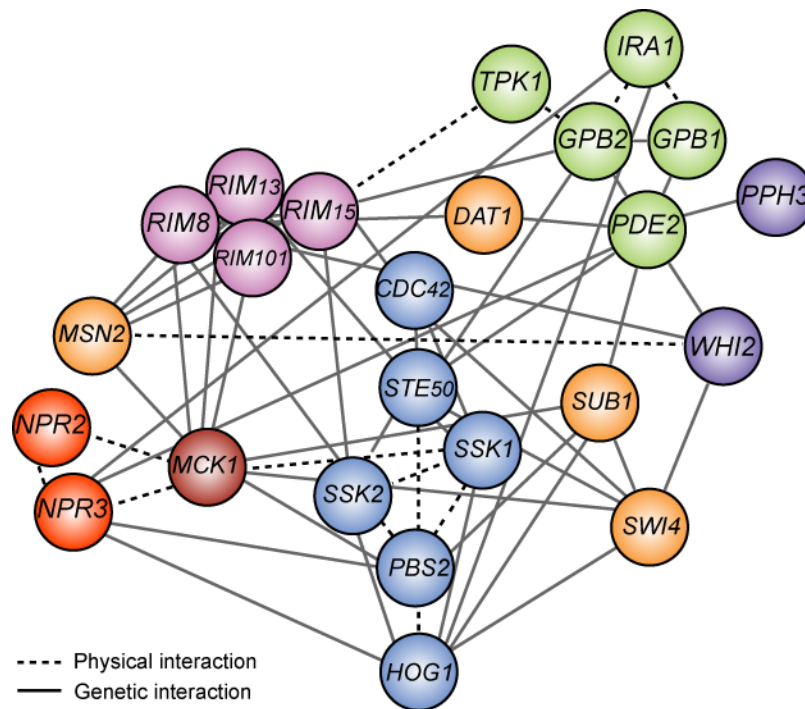 IRA1
TPK1
GPB2
GPB1
RIM13
PPH3
RIM8
RIM15
DAT1
PDE2
RIM101
CDC42
MSN2
WHI2
STE50
SUB1
NPR2
MCK1
SSK1
SSK2
NPR3
SWI4
PBS2
HOG1
Physical interaction
Genetic interaction